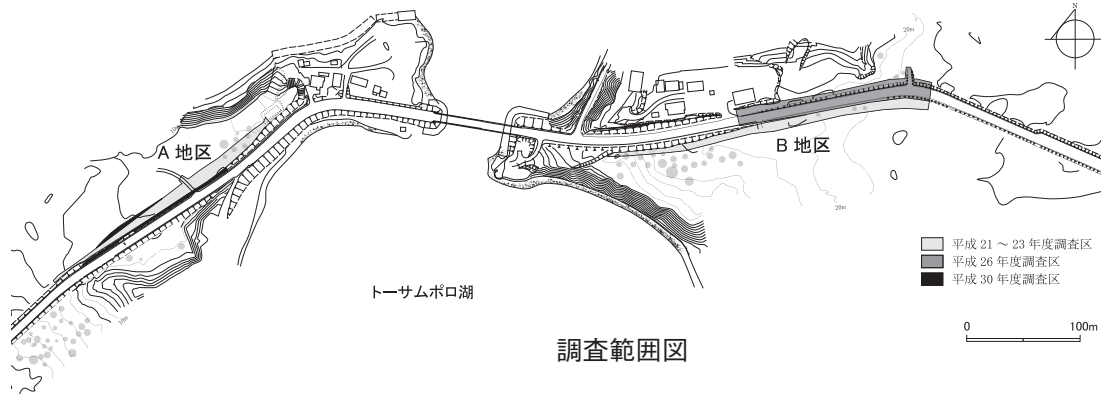 N
20m
A 地区
B 地区
20m
10m
平成 21 ~ 23 年度調査区
平成 26 年度調査区
平成 30 年度調査区
トーサムポロ湖
0 100m
調査範囲図